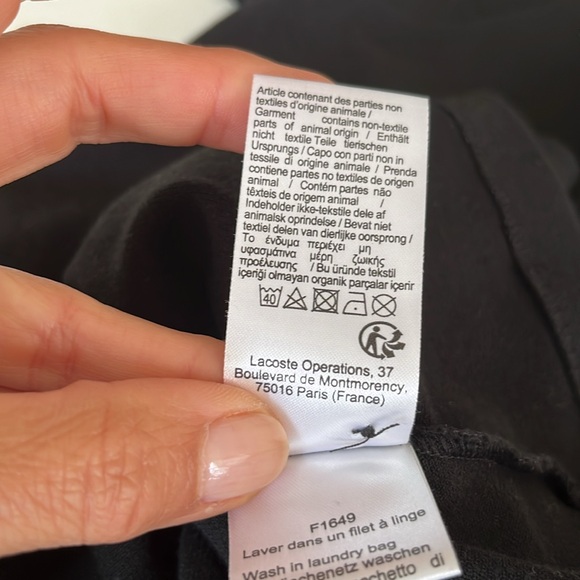 Article contenant des parties non
textiles d'origine animale /
Garment contains non-textile
parts of animal origin / Enthält
nicht textile Teile tierischen
Ursprungs / Capo con parti non in
tessile di origine animale / Prenda
contiene partes no textiles de origen
animal / Contém partes não
têxteis de origem animal /
Indeholder ikke-tekstile dele af
animalsk oprindelse / Bevat niet
textiel delen van dierlijke oorsprong /
Το ένδυμα περιέχει μη
υφασμάτινα μέρη ζωικής
προέλευσης / Bu üründe tekstil
içeriği olmayan organik parçalar içerir
40
Lacoste Operations, 37
Boulevard de Montmorency,
75016 Paris (France)
F1649
Laver dans un filet à linge
Wash in laundry bag
waschen
di